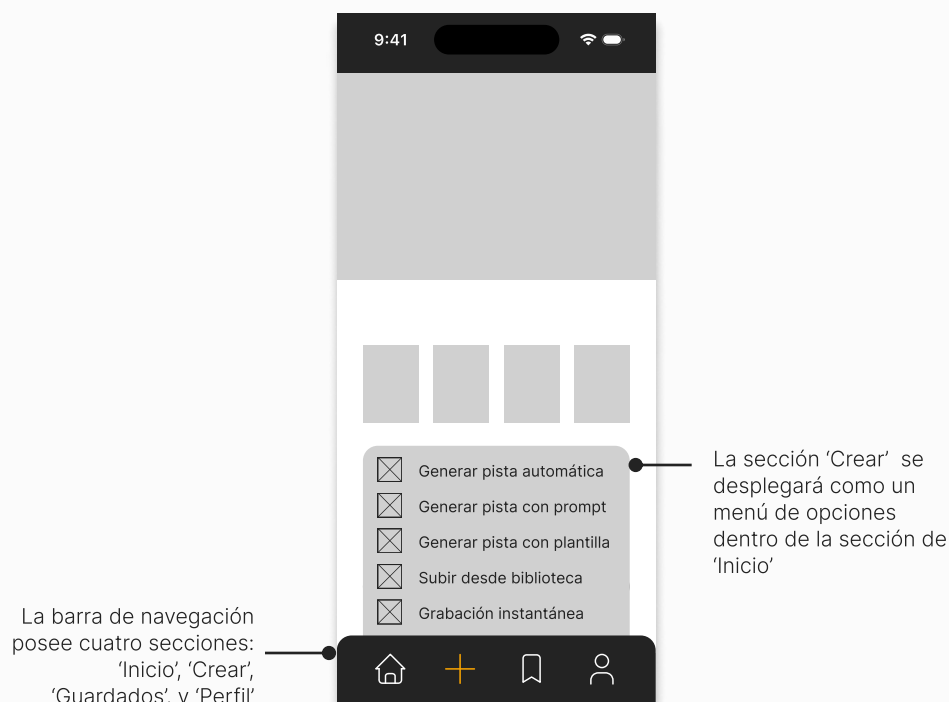 9:41
Generar pista automática
Generar pista con prompt
Generar pista con plantilla
Subir desde biblioteca
Grabación instantánea
La sección ‘Crear’  se
desplegará como un
menú de opciones
dentro de la sección de
‘Inicio’
La barra de navegación
posee cuatro secciones:
‘Inicio’, ‘Crear’,
‘Guardados’, y ‘Perfil’